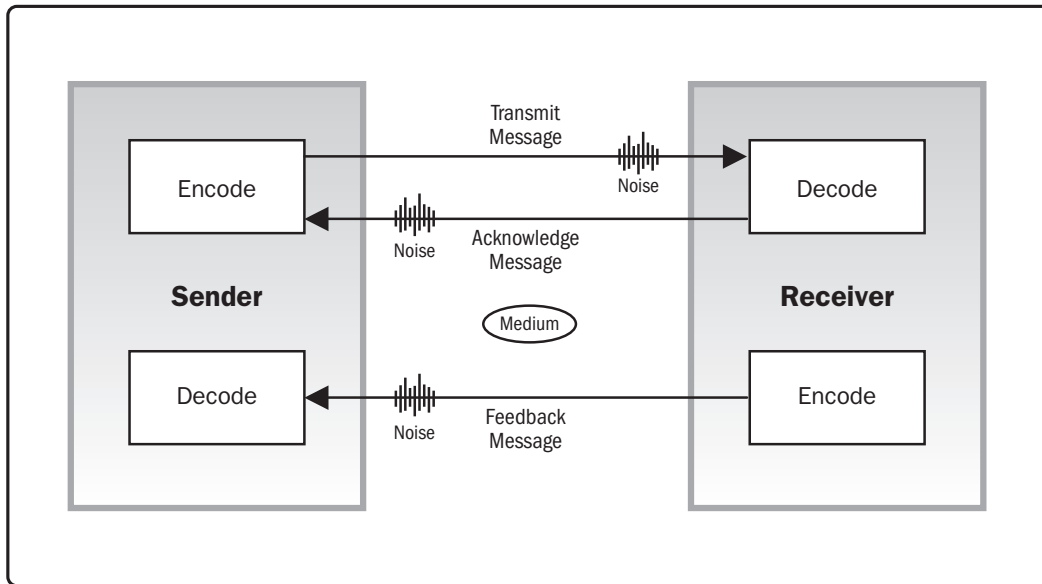 Transmit
Message
Encode
Noise
Decode
Noise
Acknowledge
Message
Sender
Receiver
Medium
Decode
Encode
Noise
Feedback
Message